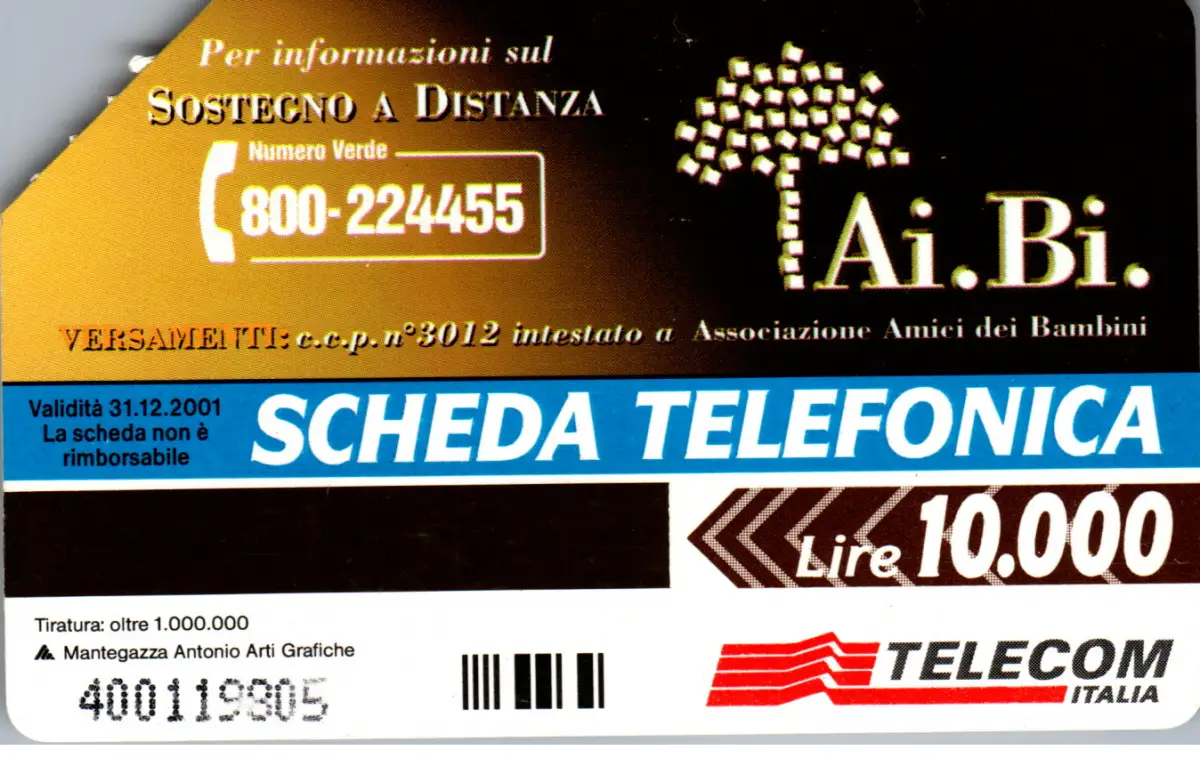 Per informazioni sul
SOSTEGNO A DISTANZA
Numero Verde
800-224455
Ai.Bi.
VERSAMENTI: c.c.p. n°3012 intestato a Associazione Amici dei Bambini
Validità 31.12.2001
La scheda non è
rimborsabile
SCHEDA TELEFONICA
Lire 10.000
Tiratura: oltre 1.000.000
Mantegazza Antonio Arti Grafiche
400119805
TELECOM
ITALIA